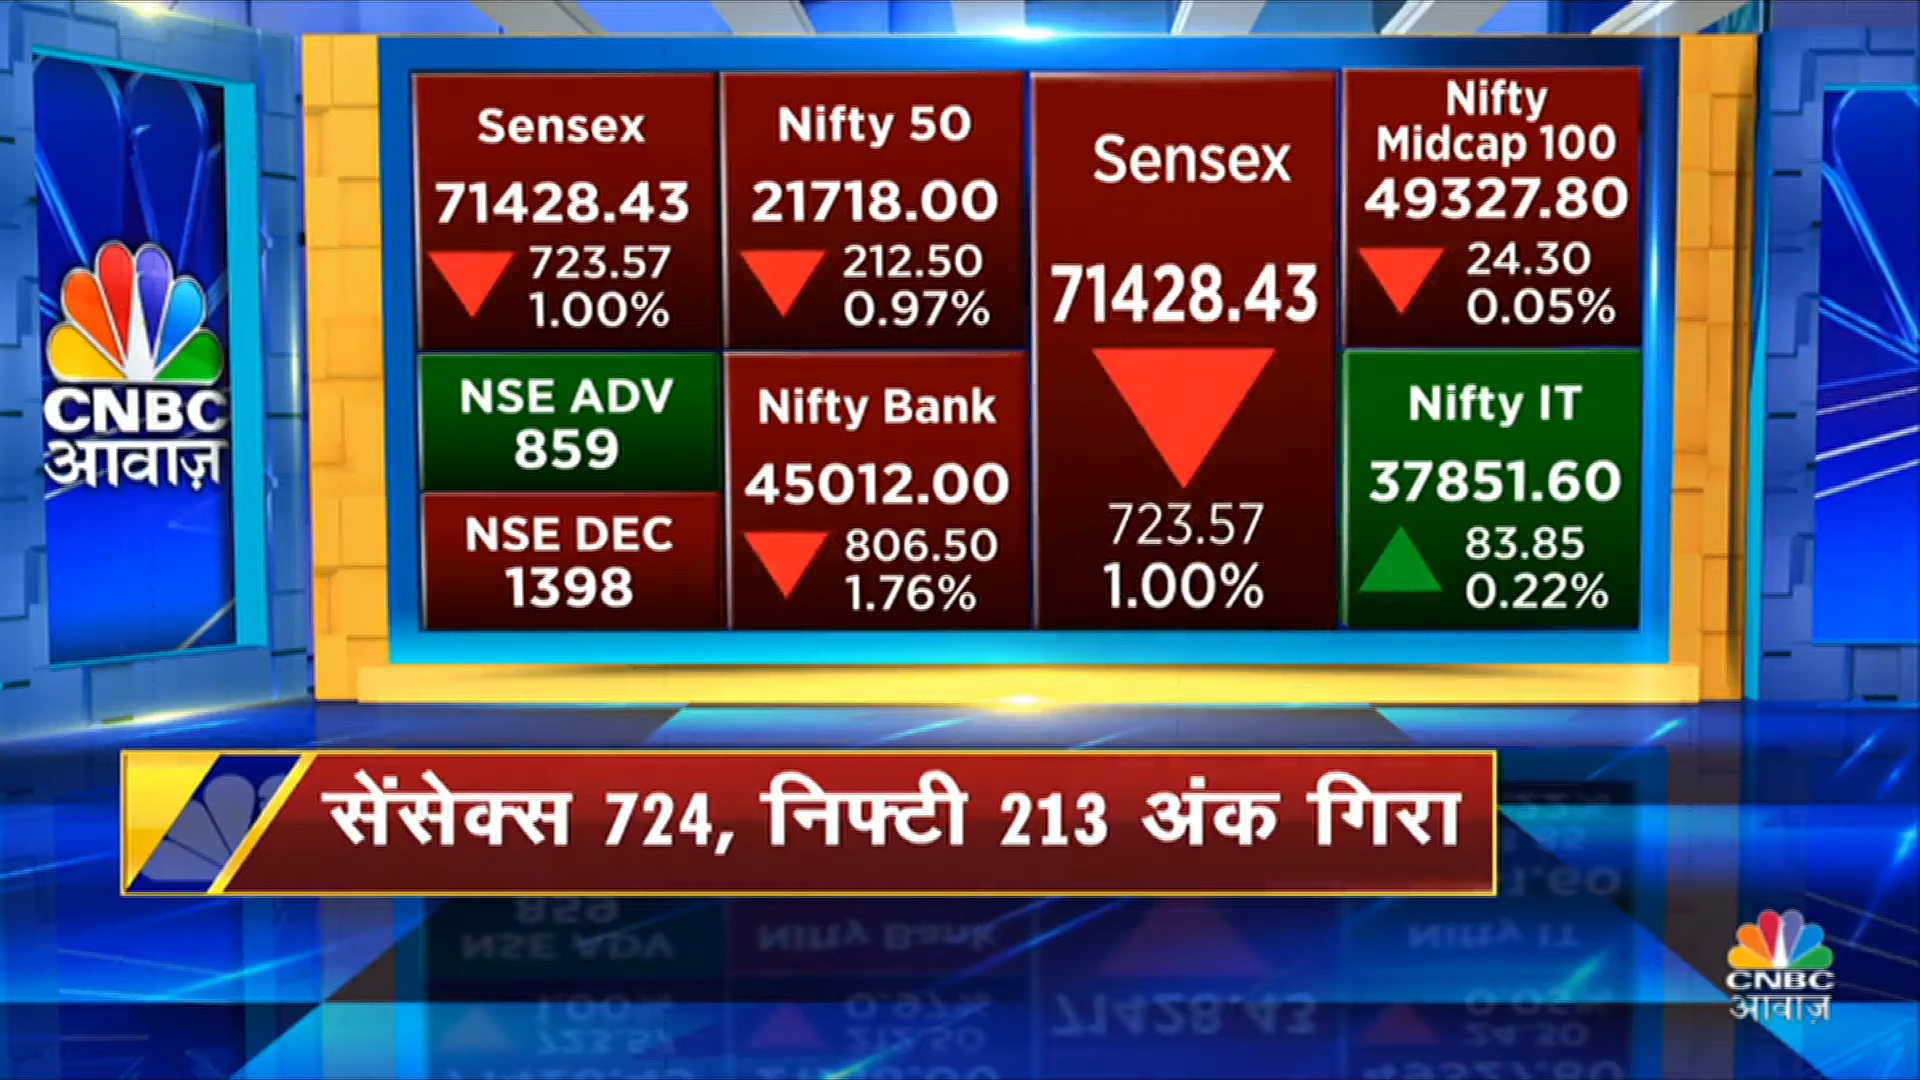 CNBC
आवाज़
Sensex
71428.43
723.57
1.00%
NSE ADV
859
NSE DEC
1398
Nifty 50
21718.00
212.50
0.97%
Nifty Bank
45012.00
806.50
1.76%
Sensex
71428.43
723.57
1.00%
Nifty
Midcap 100
49327.80
24.30
0.05%
Nifty IT
37851.60
83.85
0.22%
सेंसेक्स 724, निफ्टी 213 अंक गिरा
CNBC
आवाज़